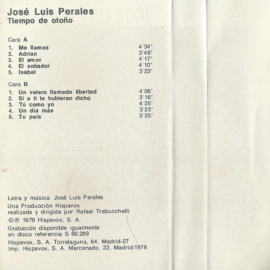 José Luis Perales
Tiempo de otoño
Cara A
1. Me llamas 4'34"
2. Adrian 4'46"
3. El amor 4'17"
4. El soñador 4'10"
5. Isabel 3'23"
Cara B
1. Un velero llamado libertad 4'06"
2. Si a ti te hubieran dicho 3'16"
3. Tú como yo 4'25"
4. Un día más 3'25"
5. Tu país 3'25"
Letra y música: José Luis Perales
Una Producción Hispavox
realizada y dirigida por Rafael Trabucchelli
©℗ 1979 Hispavox, S. A.
Grabación disponible igualmente
en disco referencia S 60.289
Hispavox, S. A. Torrelaguna, 64. Madrid-27
Imp. Hispavox S. A. Marcenado, 22. Madrid 1979